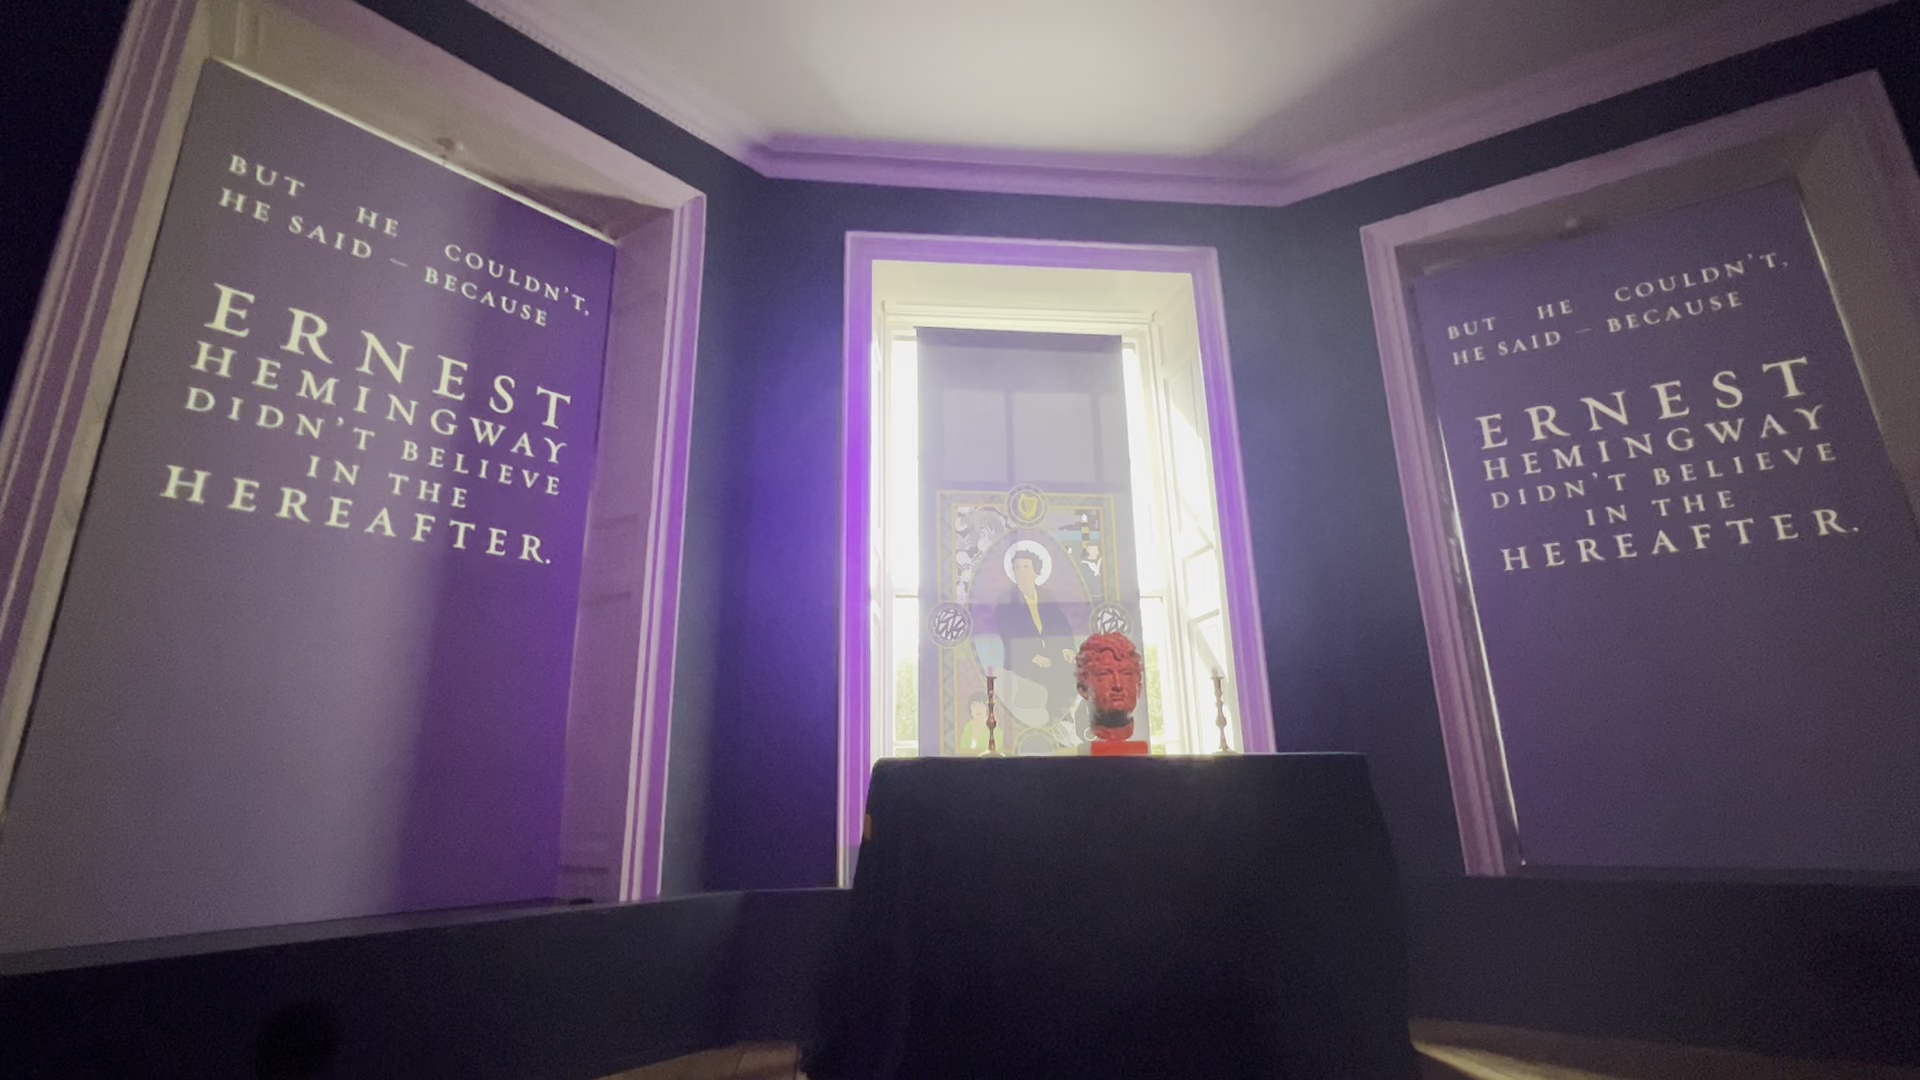 BUT HE COULDN'T,
HE SAID – BECAUSE
ERNEST
HEMINGWAY
DIDN'T BELIEVE
IN THE
HEREAFTER.
BUT HE COULDN'T,
HE SAID – BECAUSE
ERNEST
HEMINGWAY
DIDN'T BELIEVE
IN THE
HEREAFTER.